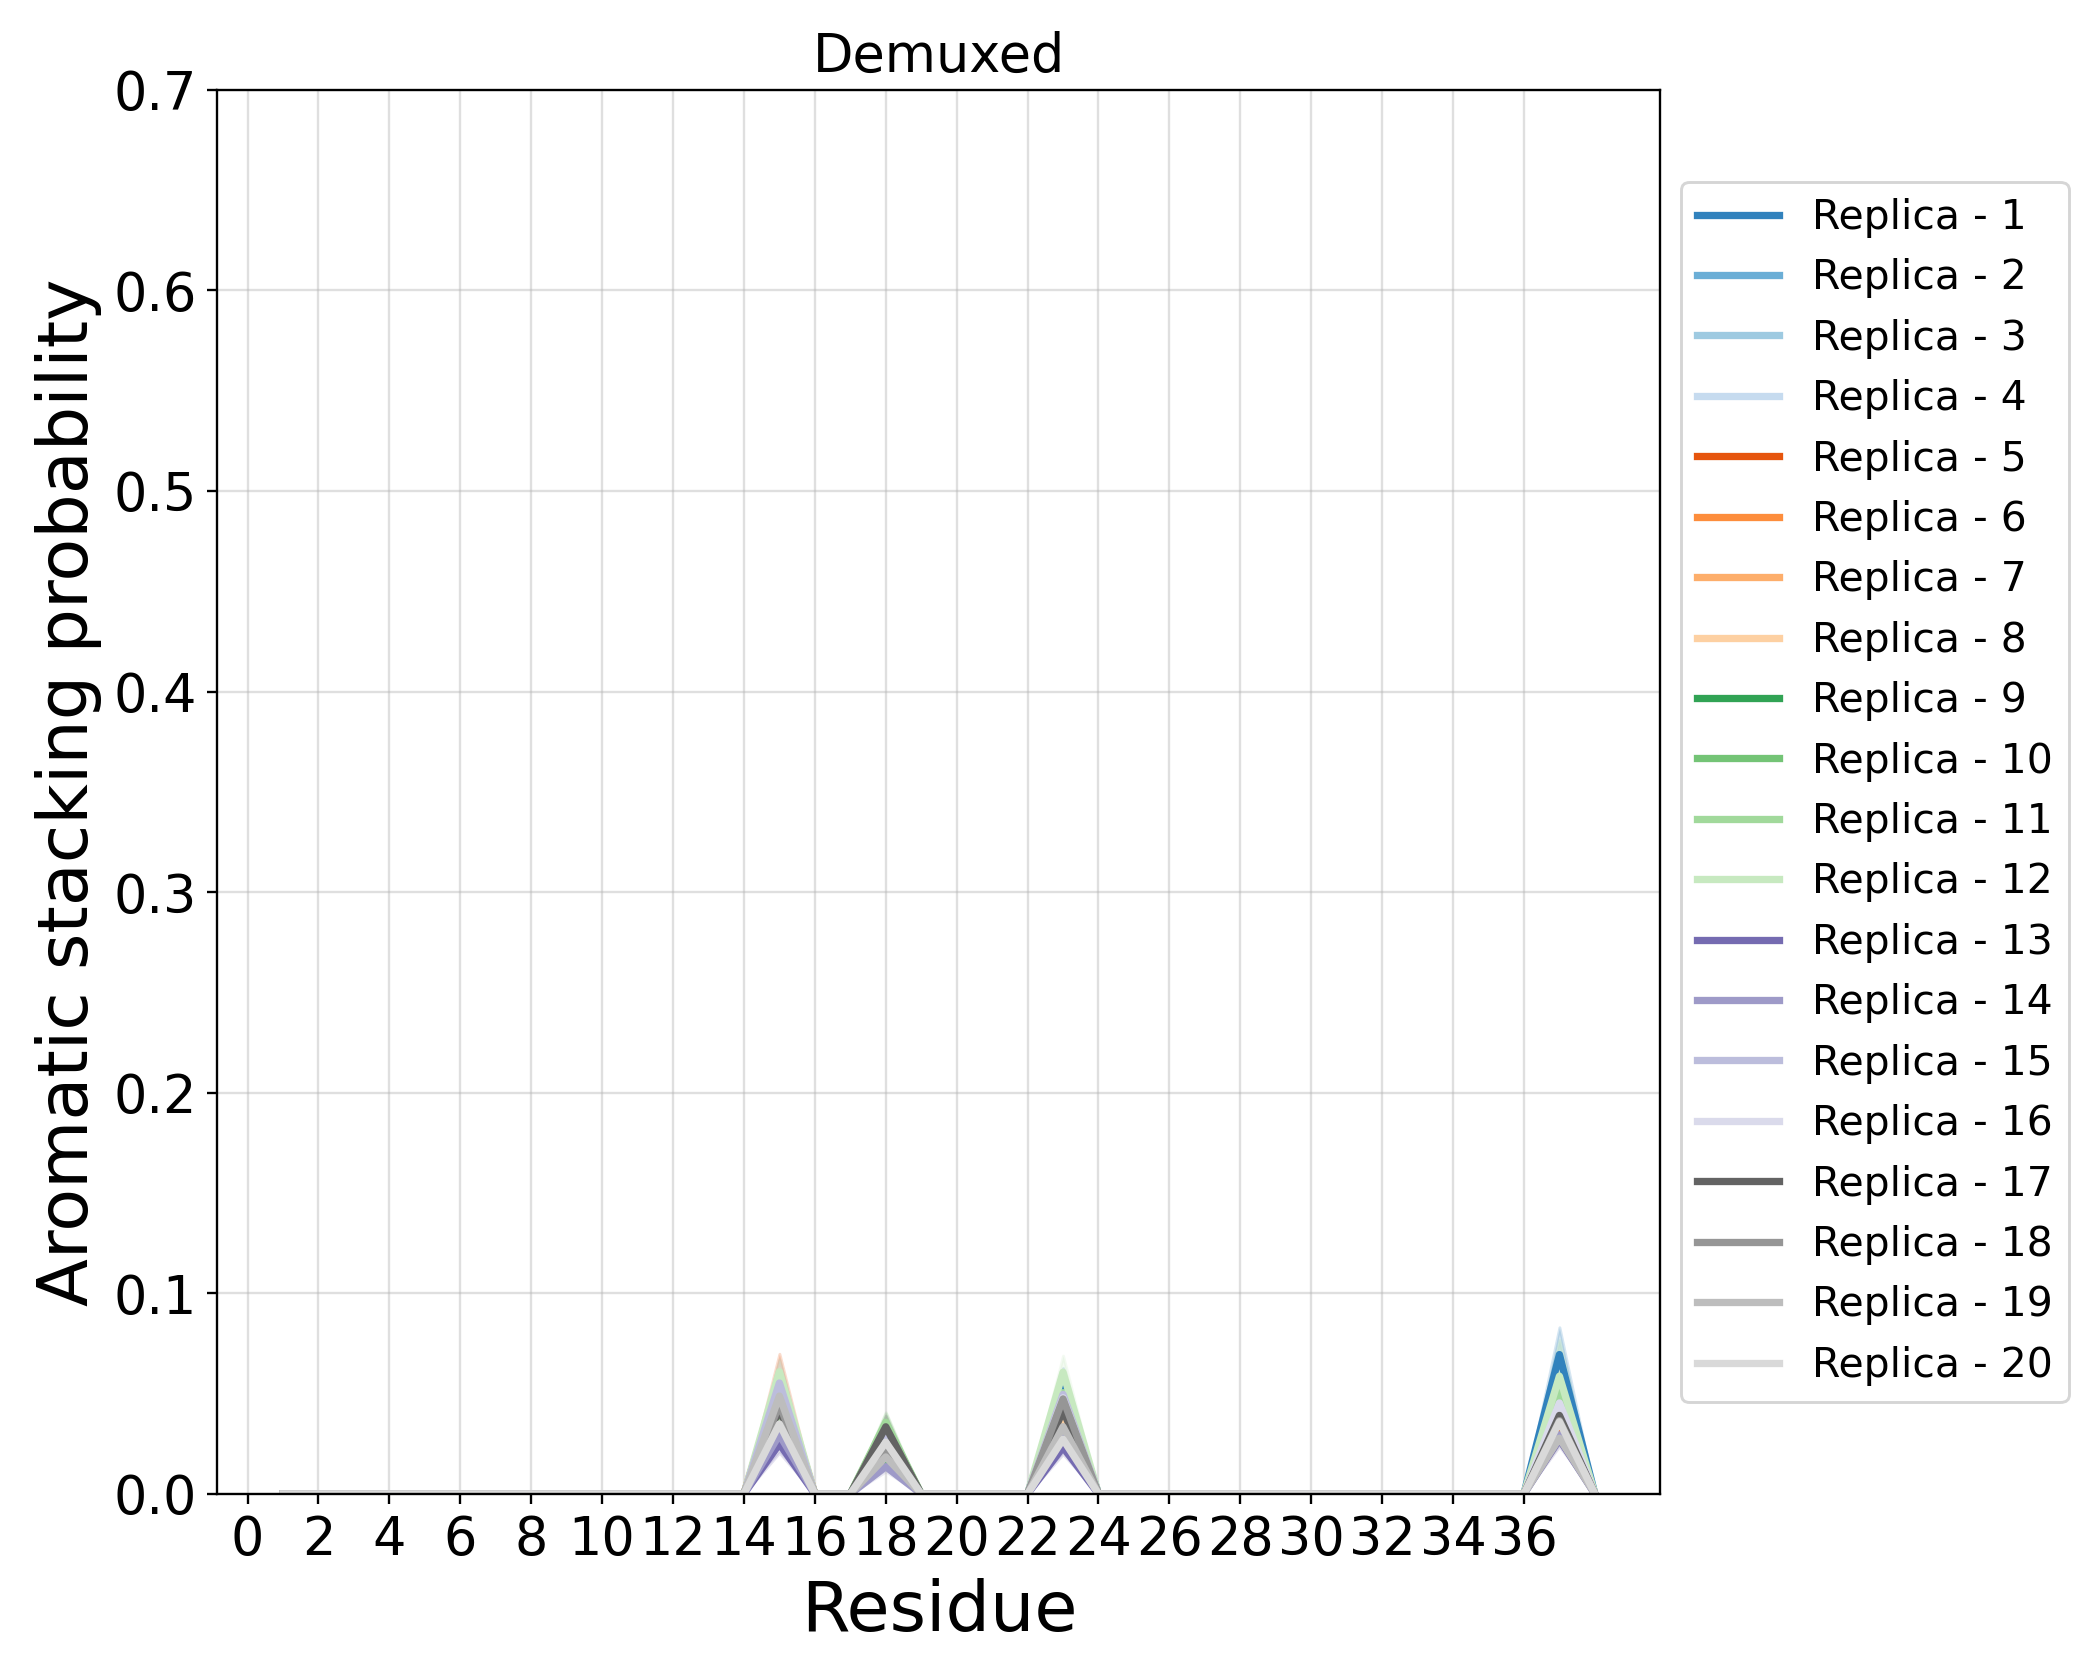 Demuxed
Aromatic stacking probability
0.7
0.6
0.5
0.4
0.3
0.2
0.1
0.0
0 2 4 6 8 10 12 14 16 18 20 22 24 26 28 30 32 34 36
Residue
Replica - 1
Replica - 2
Replica - 3
Replica - 4
Replica - 5
Replica - 6
Replica - 7
Replica - 8
Replica - 9
Replica - 10
Replica - 11
Replica - 12
Replica - 13
Replica - 14
Replica - 15
Replica - 16
Replica - 17
Replica - 18
Replica - 19
Replica - 20